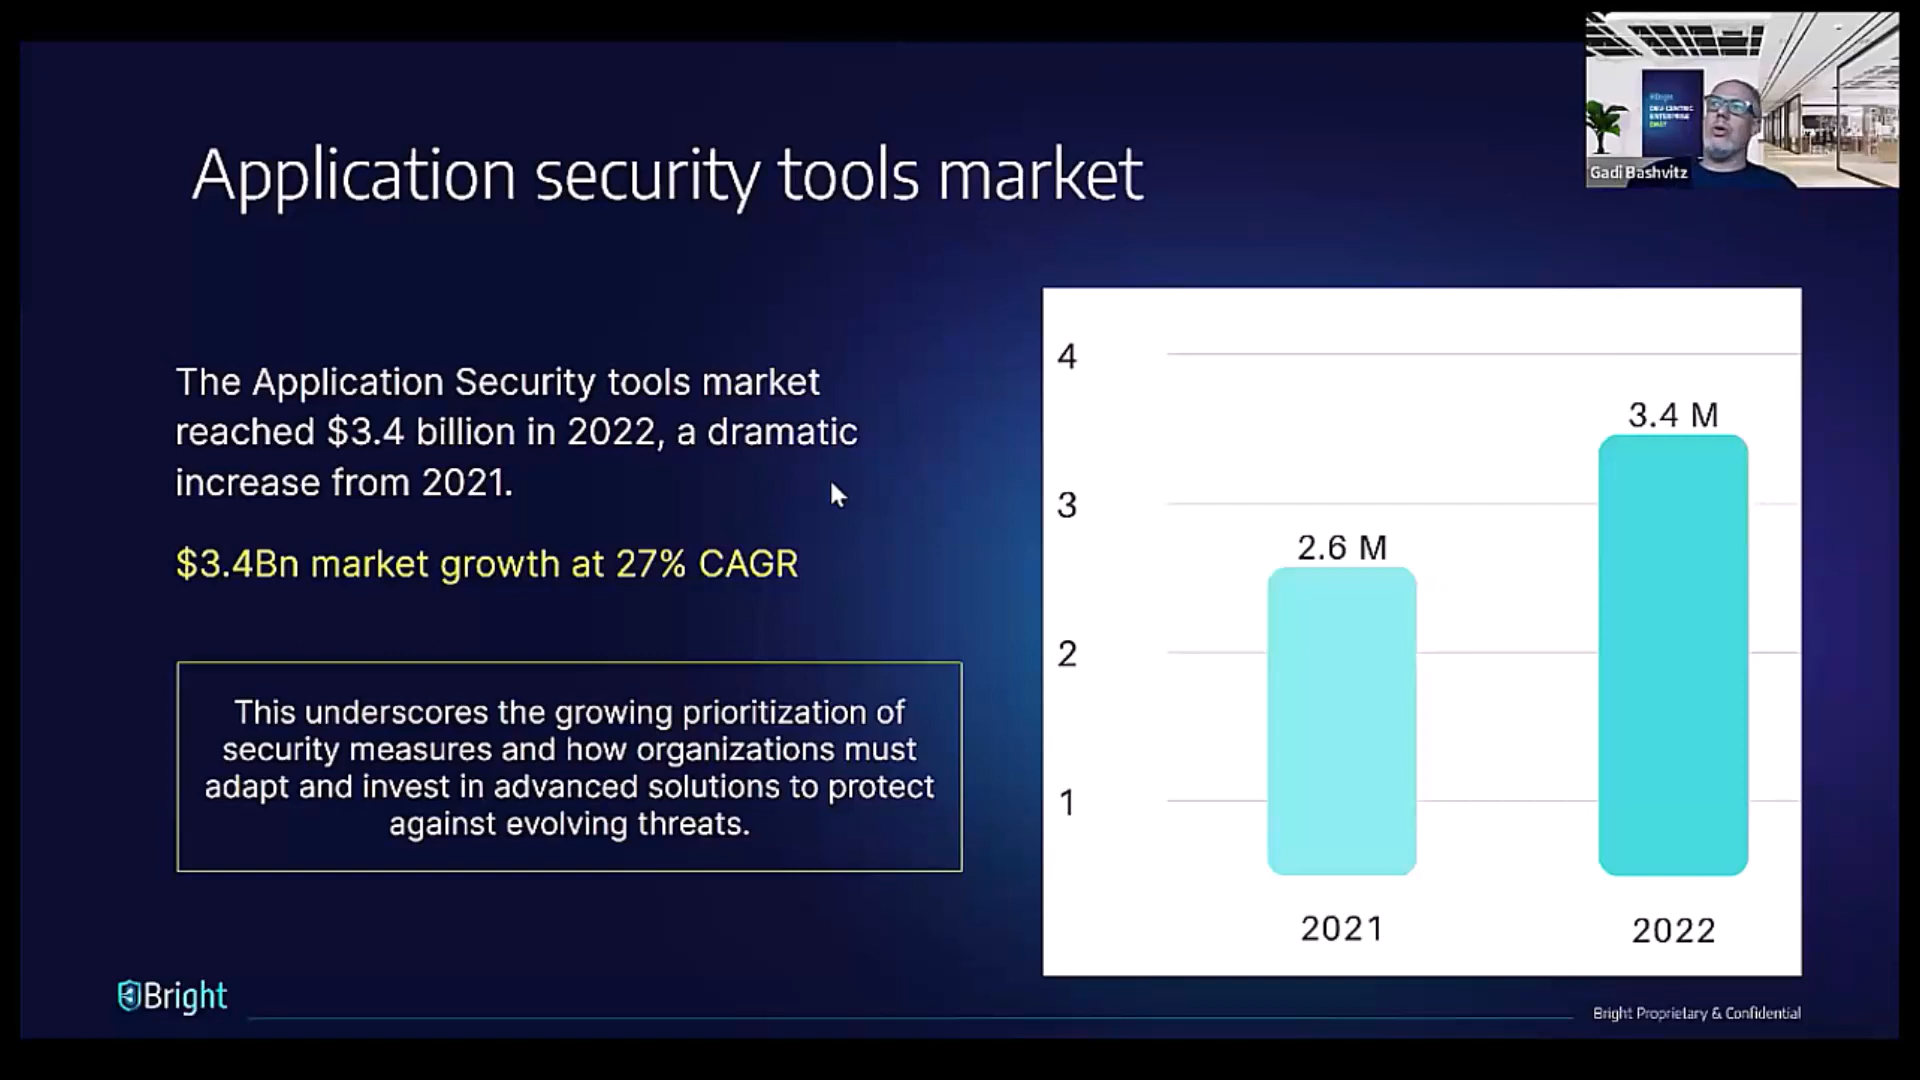 Application security tools market
Gadi Bashvitz
The Application Security tools market
reached $3.4 billion in 2022, a dramatic
increase from 2021.
$3.4Bn market growth at 27% CAGR
This underscores the growing prioritization of
security measures and how organizations must
adapt and invest in advanced solutions to protect
against evolving threats.
4
3
2
1
2.6 M
3.4 M
2021
2022
Bright
Bright Proprietary & Confidential